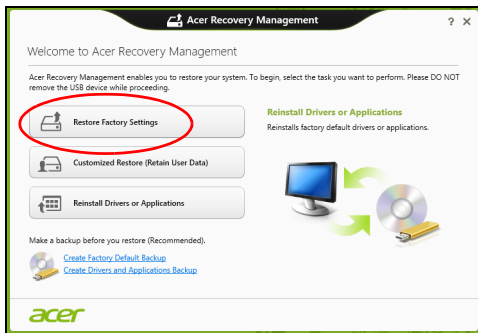 Acer Recovery Management
? X
Welcome to Acer Recovery Management
Acer Recovery Management enables you to restore your system. To begin, select the task you want to perform. Please DO NOT
remove the USB device while proceeding.
Restore Factory Settings
Reinstall Drivers or Applications
Reinstalls factory default drivers or applications.
Customized Restore (Retain User Data)
Reinstall Drivers or Applications
Make a backup before you restore (Recommended).
Create Factory Default Backup
Create Drivers and Applications Backup
acer